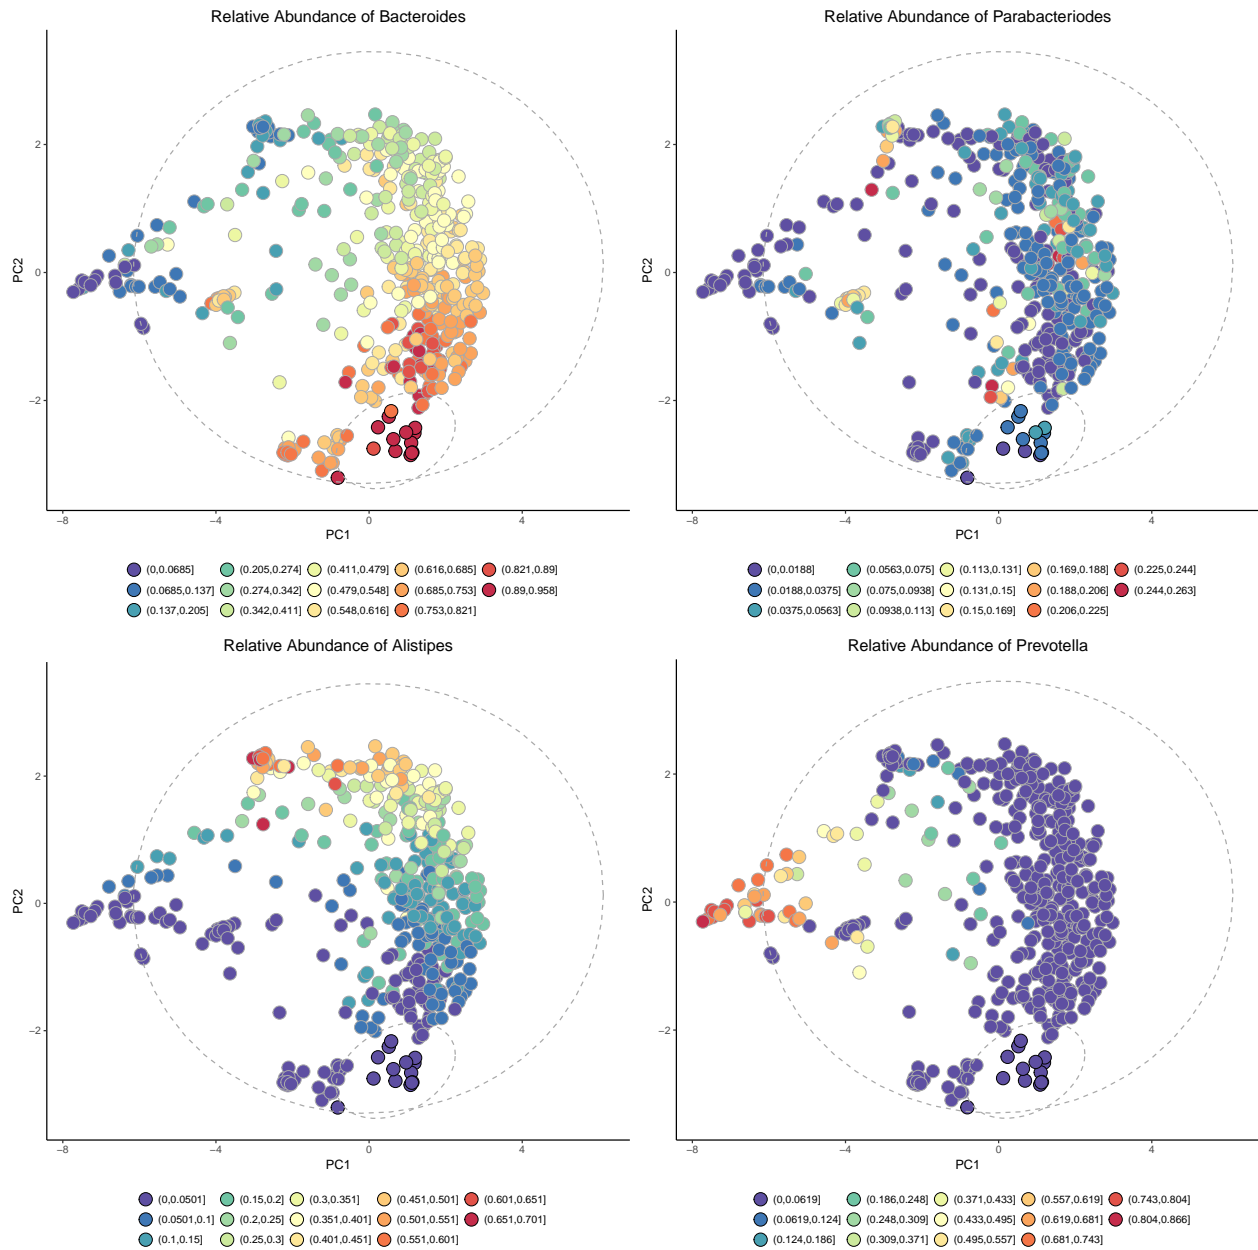 Relative Abundance of Bacteroides
PC2
2
0
−2
−8
−4
0
4
PC1
(0,0.0685] (0.205,0.274] (0.411,0.479] (0.616,0.685] (0.821,0.89]
(0.0685,0.137] (0.274,0.342] (0.479,0.548] (0.685,0.753] (0.89,0.958]
(0.137,0.205] (0.342,0.411] (0.548,0.616] (0.753,0.821]
Relative Abundance of Parabacteriodes
PC2
2
0
−2
−8
−4
0
4
PC1
(0,0.0188] (0.0563,0.075] (0.113,0.131] (0.169,0.188] (0.225,0.244]
(0.0188,0.0375] (0.075,0.0938] (0.131,0.15] (0.188,0.206] (0.244,0.263]
(0.0375,0.0563] (0.0938,0.113] (0.15,0.169] (0.206,0.225]
Relative Abundance of Alistipes
PC2
2
0
−2
−8
−4
0
4
PC1
(0,0.0501] (0.15,0.2] (0.3,0.351] (0.451,0.501] (0.601,0.651]
(0.0501,0.1] (0.2,0.25] (0.351,0.401] (0.501,0.551] (0.651,0.701]
(0.1,0.15] (0.25,0.3] (0.401,0.451] (0.551,0.601]
Relative Abundance of Prevotella
PC2
2
0
−2
−8
−4
0
4
PC1
(0,0.0619] (0.186,0.248] (0.371,0.433] (0.557,0.619] (0.743,0.804]
(0.0619,0.124] (0.248,0.309] (0.433,0.495] (0.619,0.681] (0.804,0.866]
(0.124,0.186] (0.309,0.371] (0.495,0.557] (0.681,0.743]